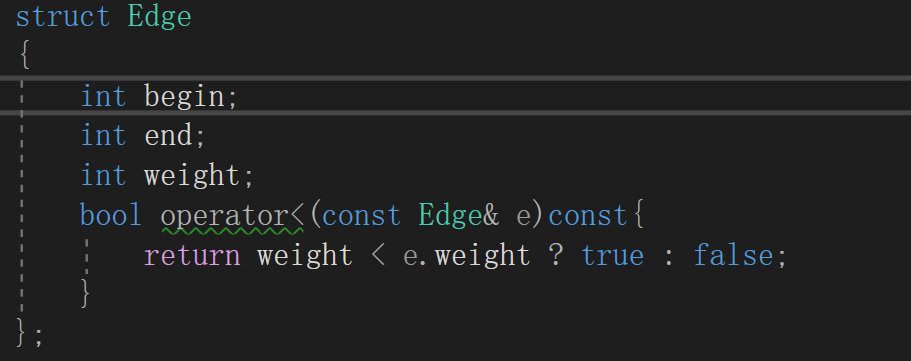 struct Edge
{
    int begin;
    int end;
    int weight;
    bool operator<(const Edge& e)const{
        return weight < e.weight ? true : false;
    }
};